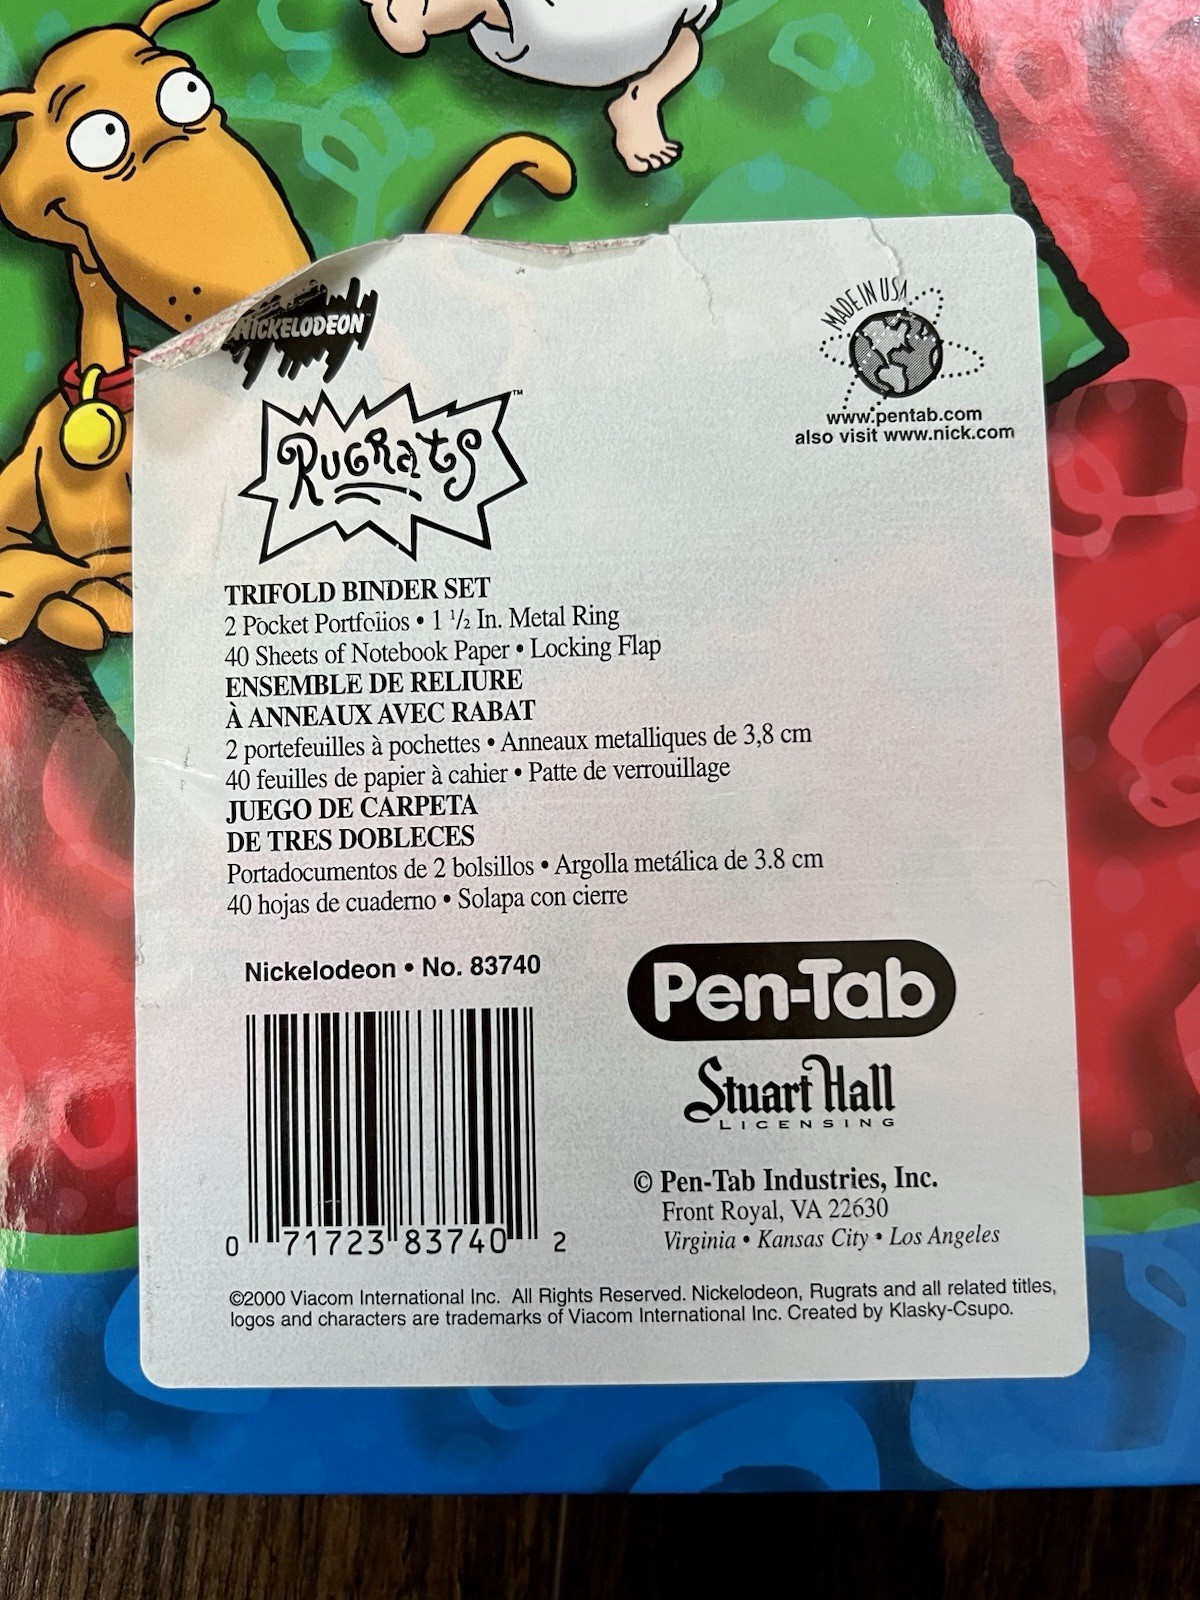 NICKELODEON™
MADE IN USA
www.pentab.com
also visit www.nick.com
RUGRATS™
TRIFOLD BINDER SET
2 Pocket Portfolios • 1 1/2 In. Metal Ring
40 Sheets of Notebook Paper • Locking Flap
ENSEMBLE DE RELIURE
À ANNEAUX AVEC RABAT
2 portefeuilles à pochettes • Anneaux metalliques de 3,8 cm
40 feuilles de papier à cahier • Patte de verrouillage
JUEGO DE CARPETA
DE TRES DOBLECES
Portadocumentos de 2 bolsillos • Argolla metálica de 3.8 cm
40 hojas de cuaderno • Solapa con cierre
Nickelodeon • No. 83740
0 71723 83740 2
Pen-Tab
Stuart Hall
LICENSING
© Pen-Tab Industries, Inc.
Front Royal, VA 22630
Virginia • Kansas City • Los Angeles
©2000 Viacom International Inc. All Rights Reserved. Nickelodeon, Rugrats and all related titles,
logos and characters are trademarks of Viacom International Inc. Created by Klasky-Csupo.